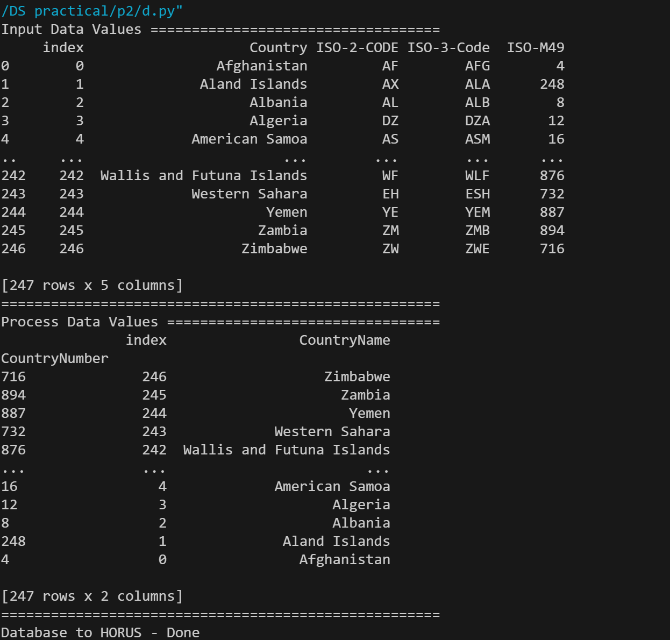 /DS practical/p2/d.py"
Input Data Values ===================================
     index                    Country ISO-2-CODE ISO-3-Code  ISO-M49
0        0                Afghanistan         AF        AFG        4
1        1              Aland Islands         AX        ALA      248
2        2                    Albania         AL        ALB        8
3        3                    Algeria         DZ        DZA       12
4        4             American Samoa         AS        ASM       16
..     ...                        ...        ...        ...      ...
242    242  Wallis and Futuna Islands         WF        WLF      876
243    243             Western Sahara         EH        ESH      732
244    244                      Yemen         YE        YEM      887
245    245                     Zambia         ZM        ZMB      894
246    246                   Zimbabwe         ZW        ZWE      716
[247 rows x 5 columns]
=====================================================
Process Data Values =================================
               index                CountryName
CountryNumber
716              246                   Zimbabwe
894              245                     Zambia
887              244                      Yemen
732              243             Western Sahara
876              242  Wallis and Futuna Islands
...              ...                        ...
16                 4             American Samoa
12                 3                    Algeria
8                  2                    Albania
248                1              Aland Islands
4                  0                Afghanistan
[247 rows x 2 columns]
=====================================================
Database to HORUS - Done